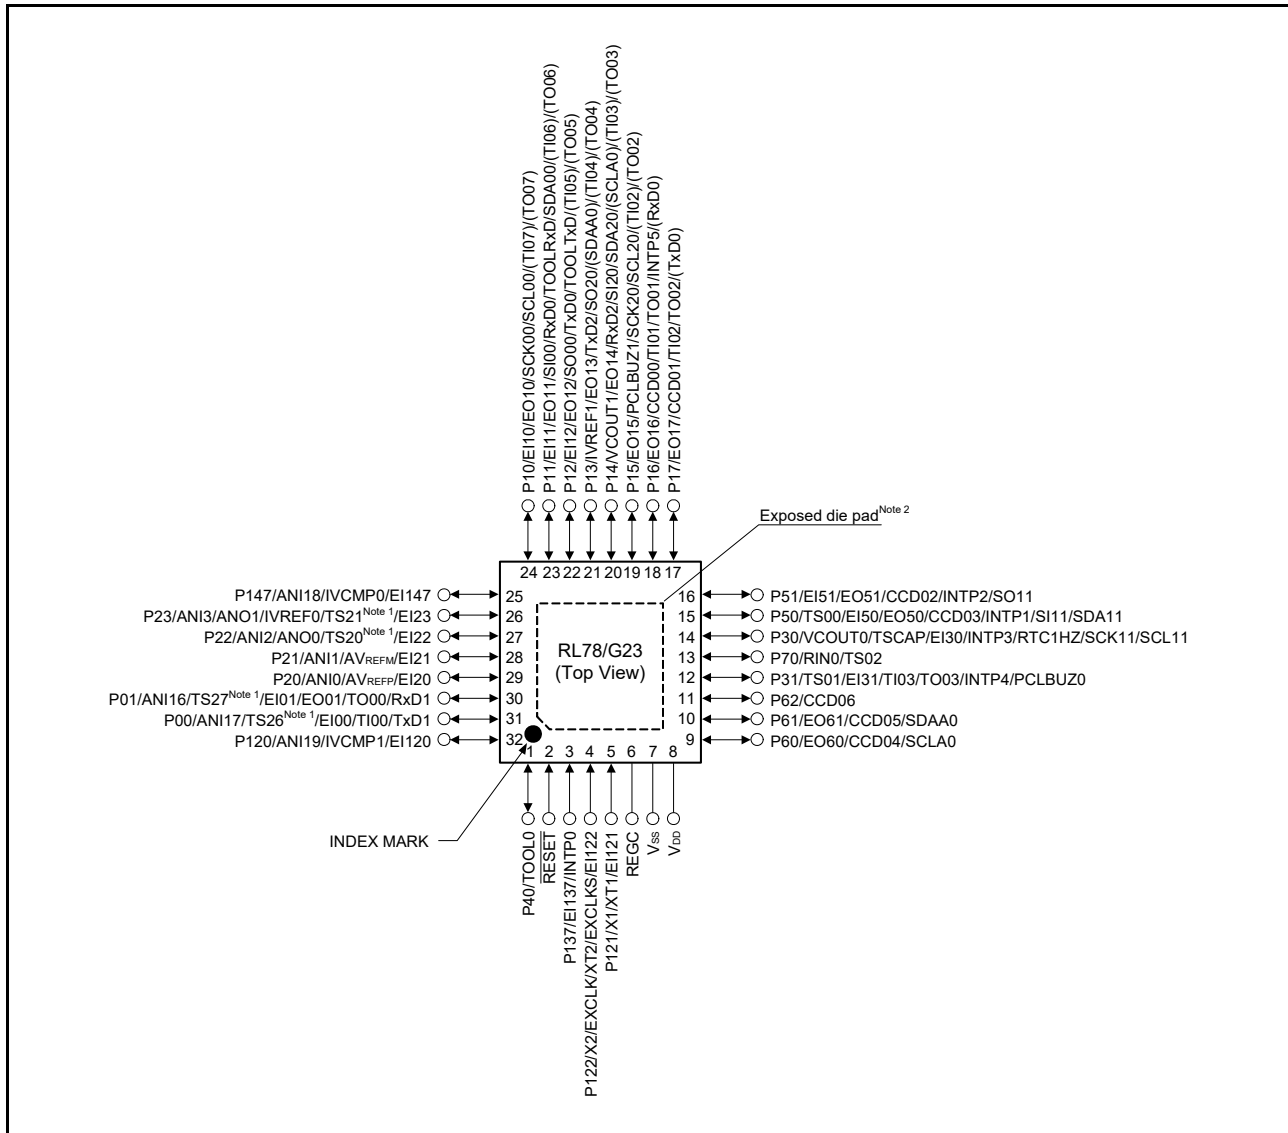 P10/EI10/EO10/SCK00/SCL00/(TI07)/(TO07)
P11/EI11/EO11/SI00/RxD0/TOOLRxD/SDA00/(TI06)/(TO06)
P12/EI12/EO12/SO00/TxD0/TOOLTxD/(TI05)/(TO05)
P13/IVREF1/EO13/TxD2/SO20/(SDAA0)/(TI04)/(TO04)
P14/VCOUT1/EO14/RxD2/SI20/SDA20/(SCLA0)/(TI03)/(TO03)
P15/EO15/PCLBUZ1/SCK20/SCL20/(TI02)/(TO02)
P16/EO16/CCD00/TI01/TO01/INTP5/(RxD0)
P17/EO17/CCD01/TI02/TO02/(TxD0)
Exposed die pad Note 2
24 23 22 21 20 19 18 17
P147/ANI18/IVCMP0/EI147 25
P23/ANI3/ANO1/IVREF0/TS21 Note 1/EI23 26
P22/ANI2/ANO0/TS20 Note 1/EI22 27
P21/ANI1/AVREFM/EI21 28
P20/ANI0/AVREFP/EI20 29
P01/ANI16/TS27 Note 1/EI01/EO01/TO00/RxD1 30
P00/ANI17/TS26 Note 1/EI00/TI00/TxD1 31
P120/ANI19/IVCMP1/EI120 32
RL78/G23
(Top View)
16 P51/EI51/EO51/CCD02/INTP2/SO11
15 P50/TS00/EI50/EO50/CCD03/INTP1/SI11/SDA11
14 P30/VCOUT0/TSCAP/EI30/INTP3/RTC1HZ/SCK11/SCL11
13 P70/RIN0/TS02
12 P31/TS01/EI31/TI03/TO03/INTP4/PCLBUZ0
11 P62/CCD06
10 P61/EO61/CCD05/SDAA0
9 P60/EO60/CCD04/SCLA0
1 2 3 4 5 6 7 8
INDEX MARK
P40/TOOL0
RESET
P137/EI137/INTP0
P122/X2/EXCLK/XT2/EXCLKS/EI122
P121/X1/XT1/EI121
REGC
VSS
VDD